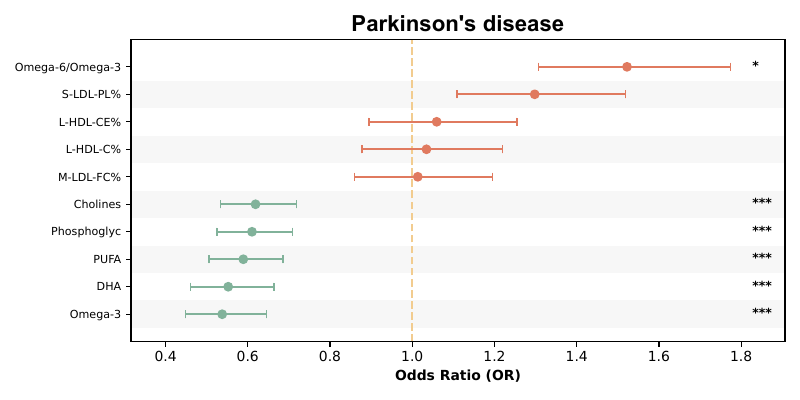 Parkinson's disease
Omega-6/Omega-3 *
S-LDL-PL%
L-HDL-CE%
L-HDL-C%
M-LDL-FC%
Cholines ***
Phosphoglyc ***
PUFA ***
DHA ***
Omega-3 ***
0.4 0.6 0.8 1.0 1.2 1.4 1.6 1.8
Odds Ratio (OR)